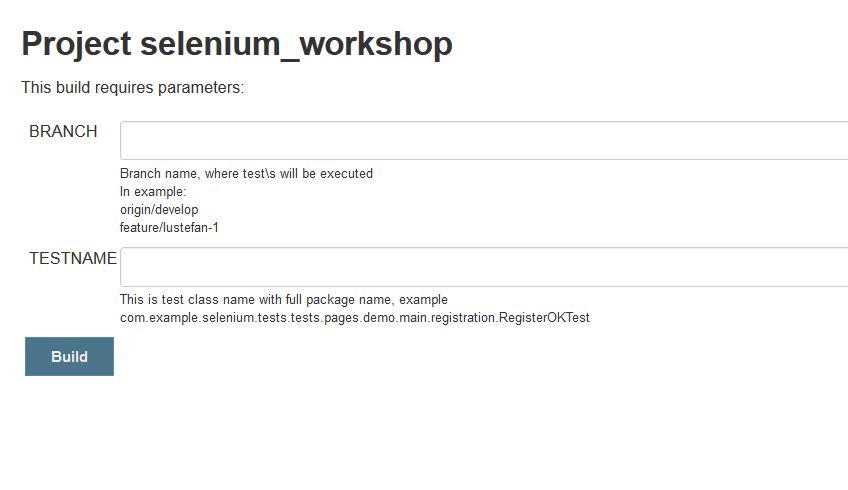 Project selenium_workshop
This build requires parameters:
BRANCH
Branch name, where test\s will be executed
In example:
origin/develop
feature/lustefan-1
TESTNAME
This is test class name with full package name, example
com.example.selenium.tests.tests.pages.demo.main.registration.RegisterOKTest
Build